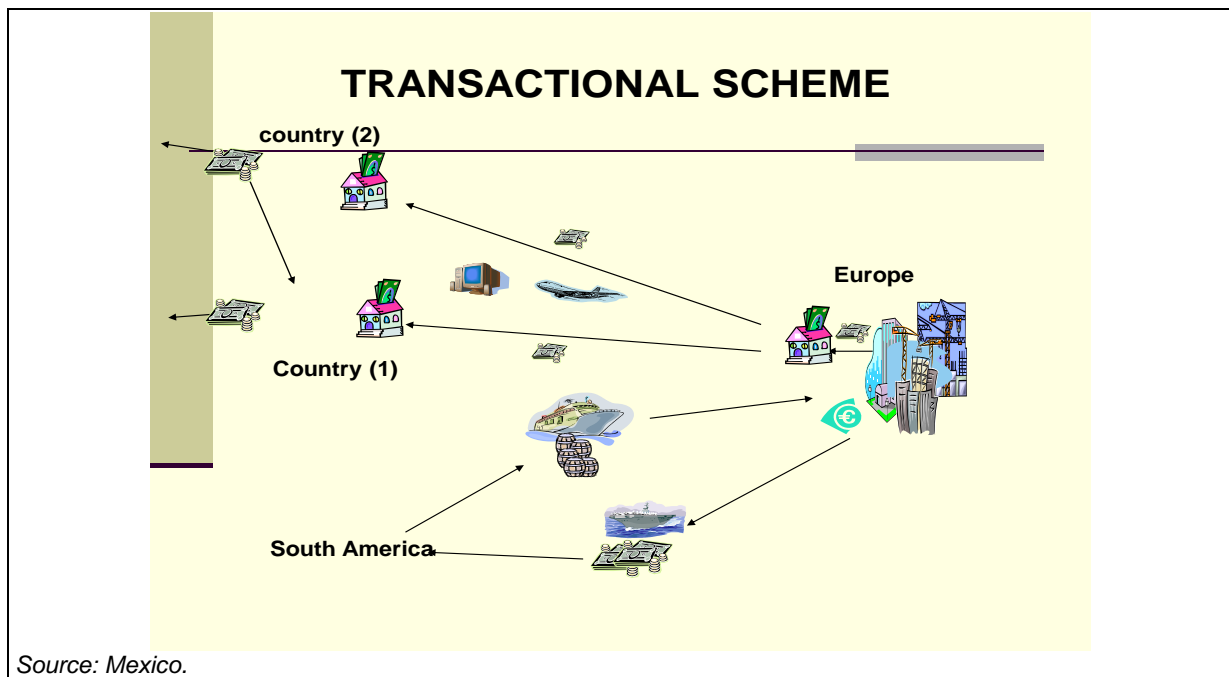 TRANSACTIONAL SCHEME
country (2)
Europe
Country (1)
€
South America
Source: Mexico.